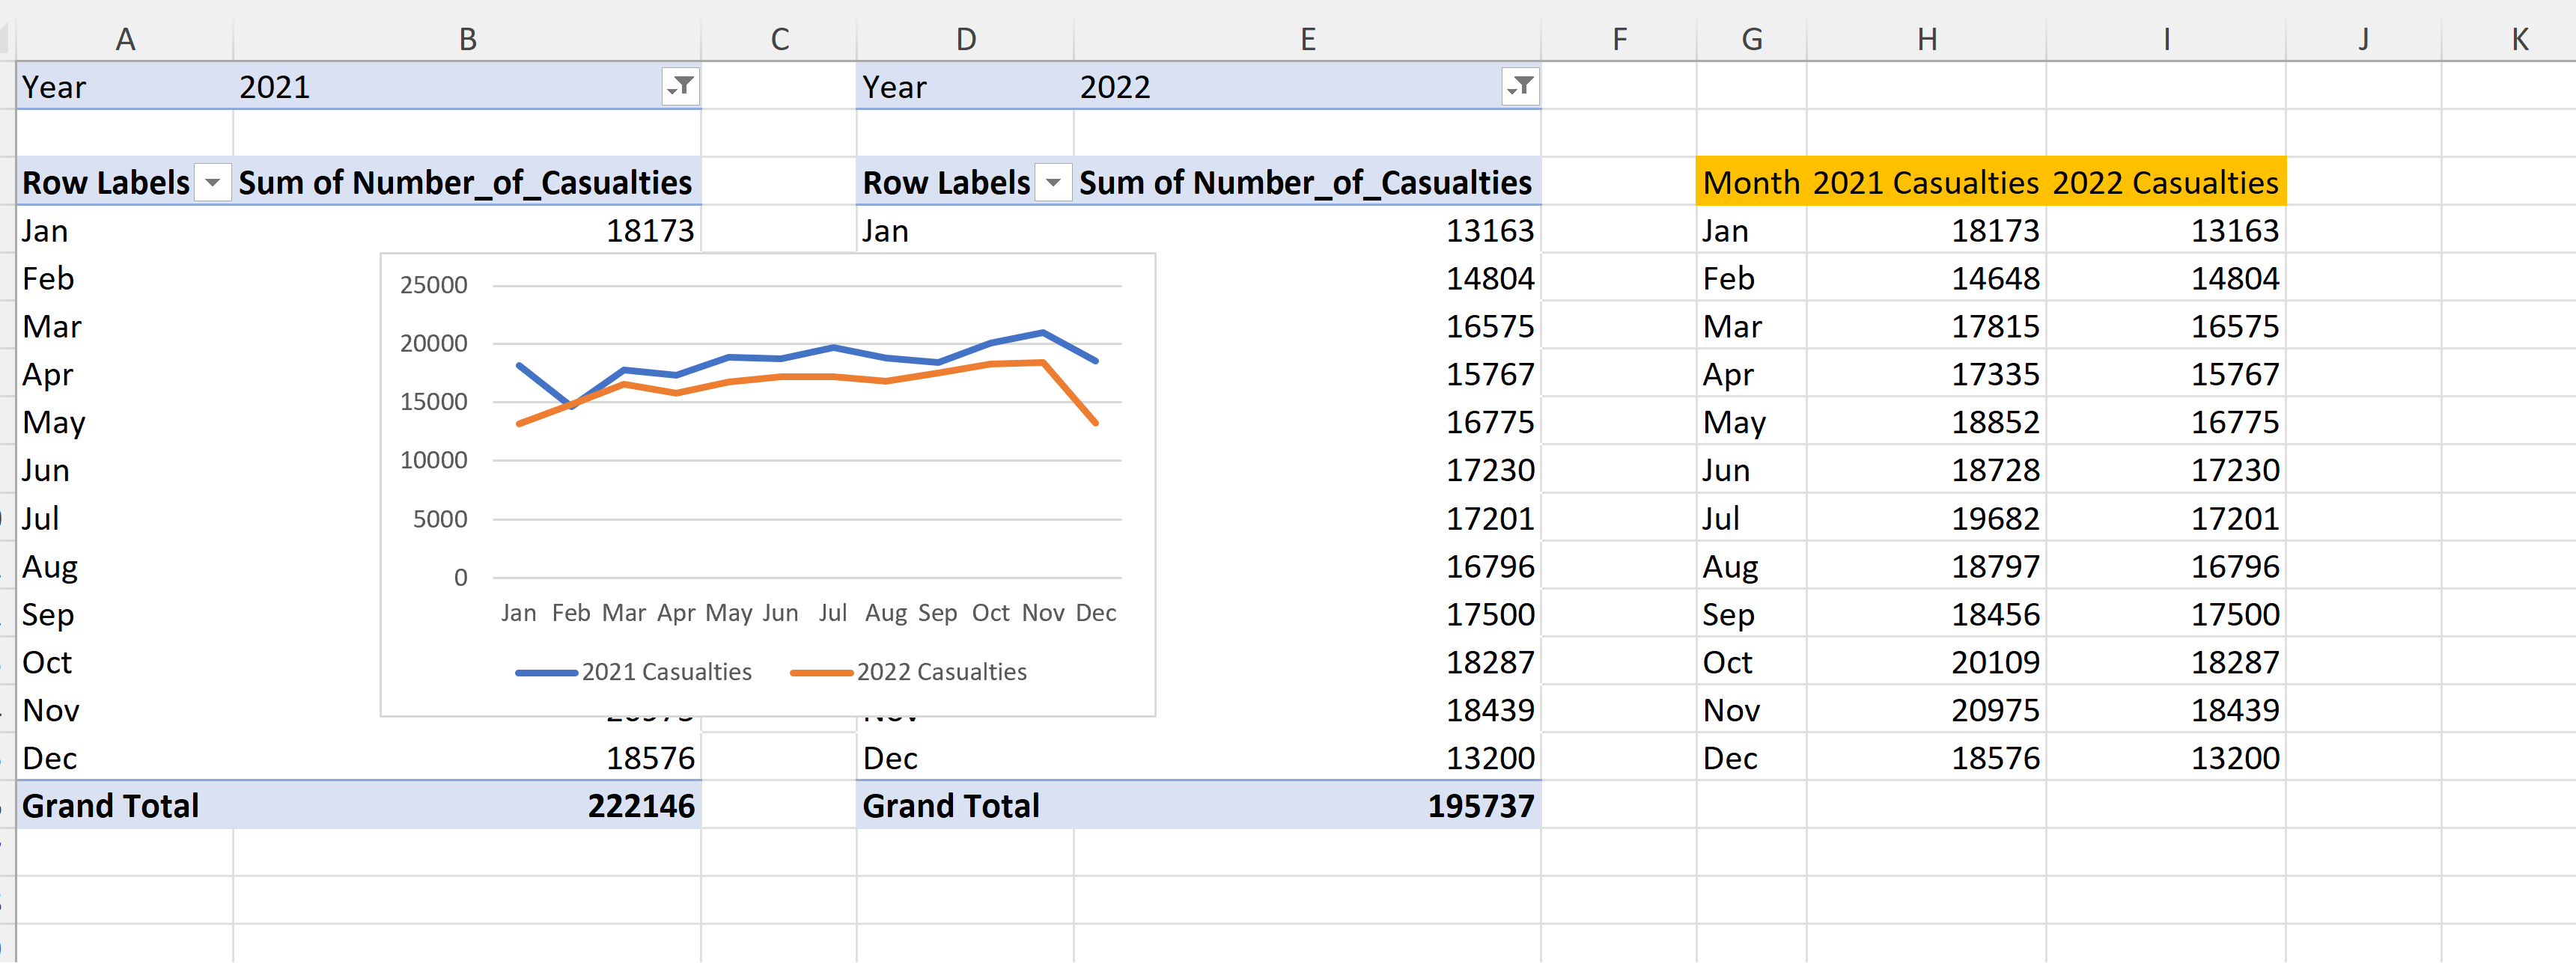 A B C D E F G H I J K
Year 2021 Year 2022
Row Labels Sum of Number_of_Casualties Row Labels Sum of Number_of_Casualties Month 2021 Casualties 2022 Casualties
Jan 18173 Jan 13163 Jan 18173 13163
Feb 14804 Feb 14648 14804
Mar 16575 Mar 17815 16575
Apr 15767 Apr 17335 15767
May 16775 May 18852 16775
Jun 17230 Jun 18728 17230
Jul 17201 Jul 19682 17201
Aug 16796 Aug 18797 16796
Sep 17500 Sep 18456 17500
Oct 18287 Oct 20109 18287
Nov 18439 Nov 20975 18439
Dec 18576 Dec 13200 Dec 18576 13200
Grand Total 222146 Grand Total 195737
25000
20000
15000
10000
5000
0
Jan Feb Mar Apr May Jun Jul Aug Sep Oct Nov Dec
2021 Casualties 2022 Casualties